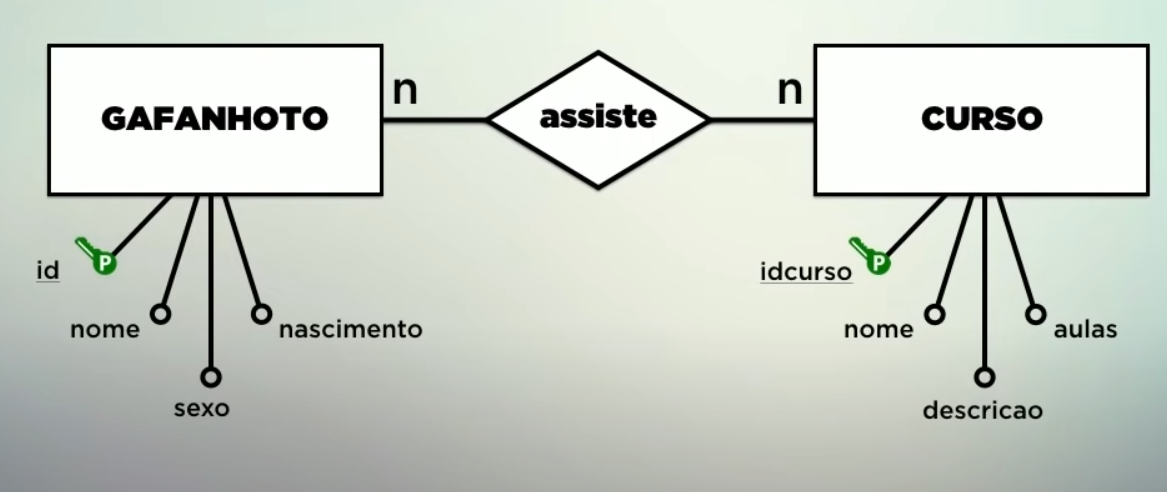 GAFANHOTO
n
assiste
n
CURSO
id
P
nome
sexo
nascimento
idcurso
P
nome
descricao
aulas